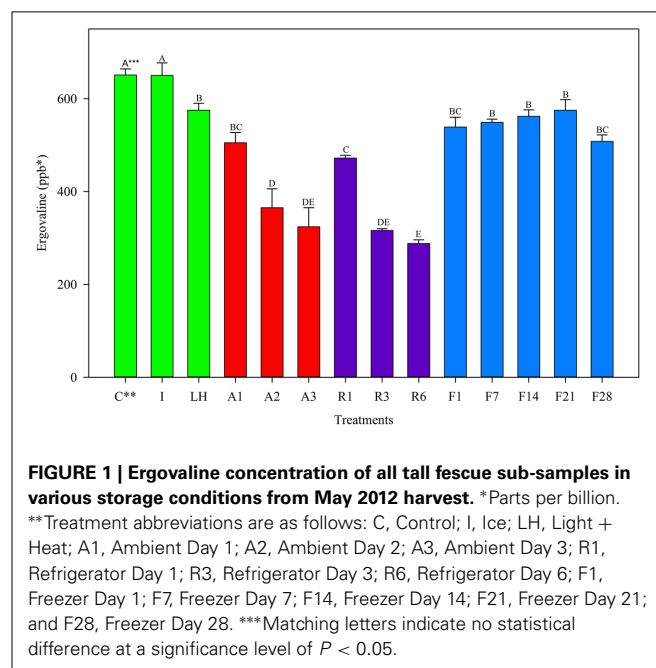 A*** A B BC D DE C DE E BC B B B BC
600
400
200
0
Ergovaline (ppb*)
C** I LH A1 A2 A3 R1 R3 R6 F1 F7 F14 F21 F28
Treatments
FIGURE 1 | Ergovaline concentration of all tall fescue sub-samples in
various storage conditions from May 2012 harvest. *Parts per billion.
**Treatment abbreviations are as follows: C, Control; I, Ice; LH, Light +
Heat; A1, Ambient Day 1; A2, Ambient Day 2; A3, Ambient Day 3; R1,
Refrigerator Day 1; R3, Refrigerator Day 3; R6, Refrigerator Day 6; F1,
Freezer Day 1; F7, Freezer Day 7; F14, Freezer Day 14; F21, Freezer Day 21;
and F28, Freezer Day 28. ***Matching letters indicate no statistical
difference at a significance level of P < 0.05.